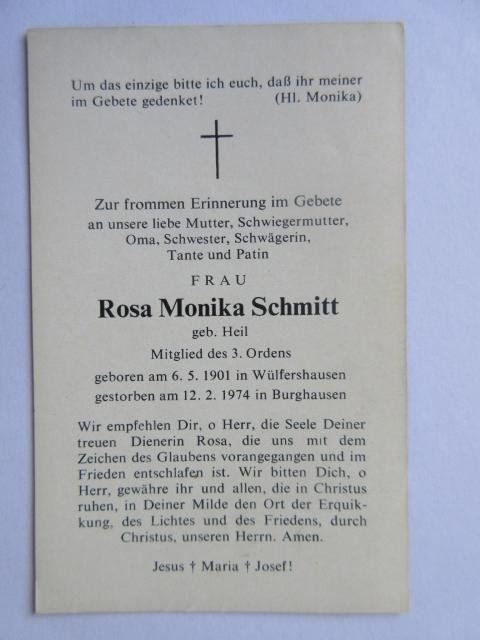 Um das einzige bitte ich euch, daß ihr meiner
im Gebete gedenket! (Hl. Monika)
Zur frommen Erinnerung im Gebete
an unsere liebe Mutter, Schwiegermutter,
Oma, Schwester, Schwägerin,
Tante und Patin
FRAU
Rosa Monika Schmitt
geb. Heil
Mitglied des 3. Ordens
geboren am 6. 5. 1901 in Wülfershausen
gestorben am 12. 2. 1974 in Burghausen
Wir empfehlen Dir, o Herr, die Seele Deiner
treuen Dienerin Rosa, die uns mit dem
Zeichen des Glaubens vorangegangen und im
Frieden entschlafen ist. Wir bitten Dich, o
Herr, gewähre ihr und allen, die in Christus
ruhen, in Deiner Milde den Ort der Erquik-
kung, des Lichtes und des Friedens, durch
Christus, unseren Herrn. Amen.
Jesus † Maria † Josef!